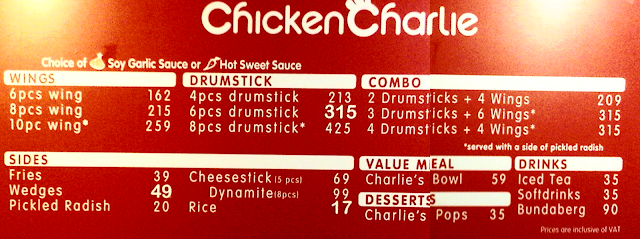 Chicken Charlie
Choice of Soy Garlic Sauce or Hot Sweet Sauce
WINGS
6pcs wing 162
8pcs wing 215
10pc wing* 259
DRUMSTICK
4pcs drumstick 213
6pcs drumstick 315
8pcs drumstick* 425
COMBO
2 Drumsticks + 4 Wings 209
3 Drumsticks + 6 Wings* 315
4 Drumsticks + 4 Wings* 315
*served with a side of pickled radish
SIDES
Fries 39
Wedges 49
Pickled Radish 20
Cheesestick (5 pcs) 69
Dynamite (8pcs) 99
Rice 17
VALUE MEAL
Charlie's Bowl 59
DESSERTS
Charlie's Pops 35
DRINKS
Iced Tea 35
Softdrinks 35
Bundaberg 90
Prices are inclusive of VAT